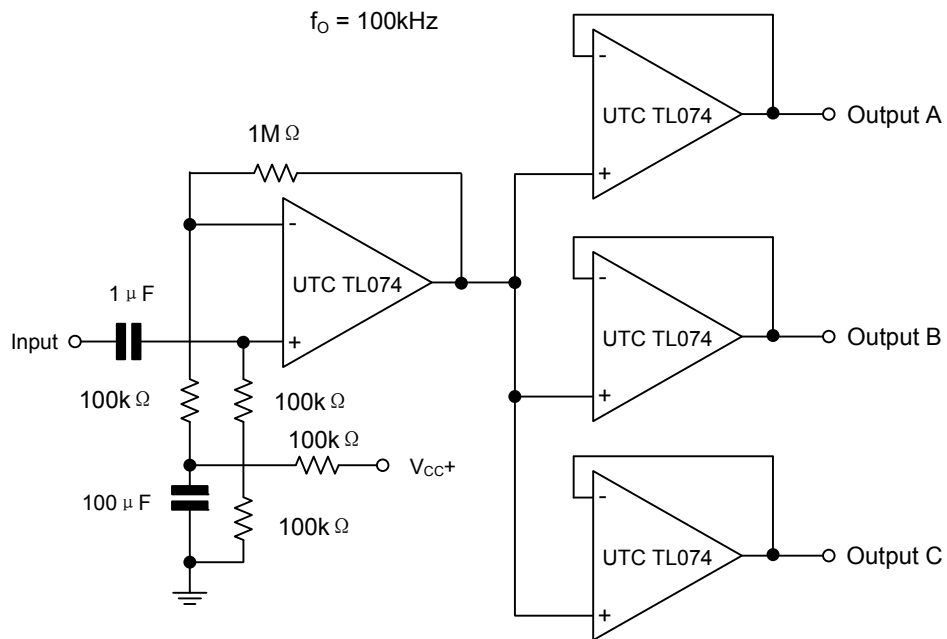 fO = 100kHz
-
UTC TL074
+
Output A
1MΩ
-
UTC TL074
+
1μF
Input
-
UTC TL074
+
Output B
100kΩ
100kΩ
100kΩ
VCC+
100μF
100kΩ
-
UTC TL074
+
Output C